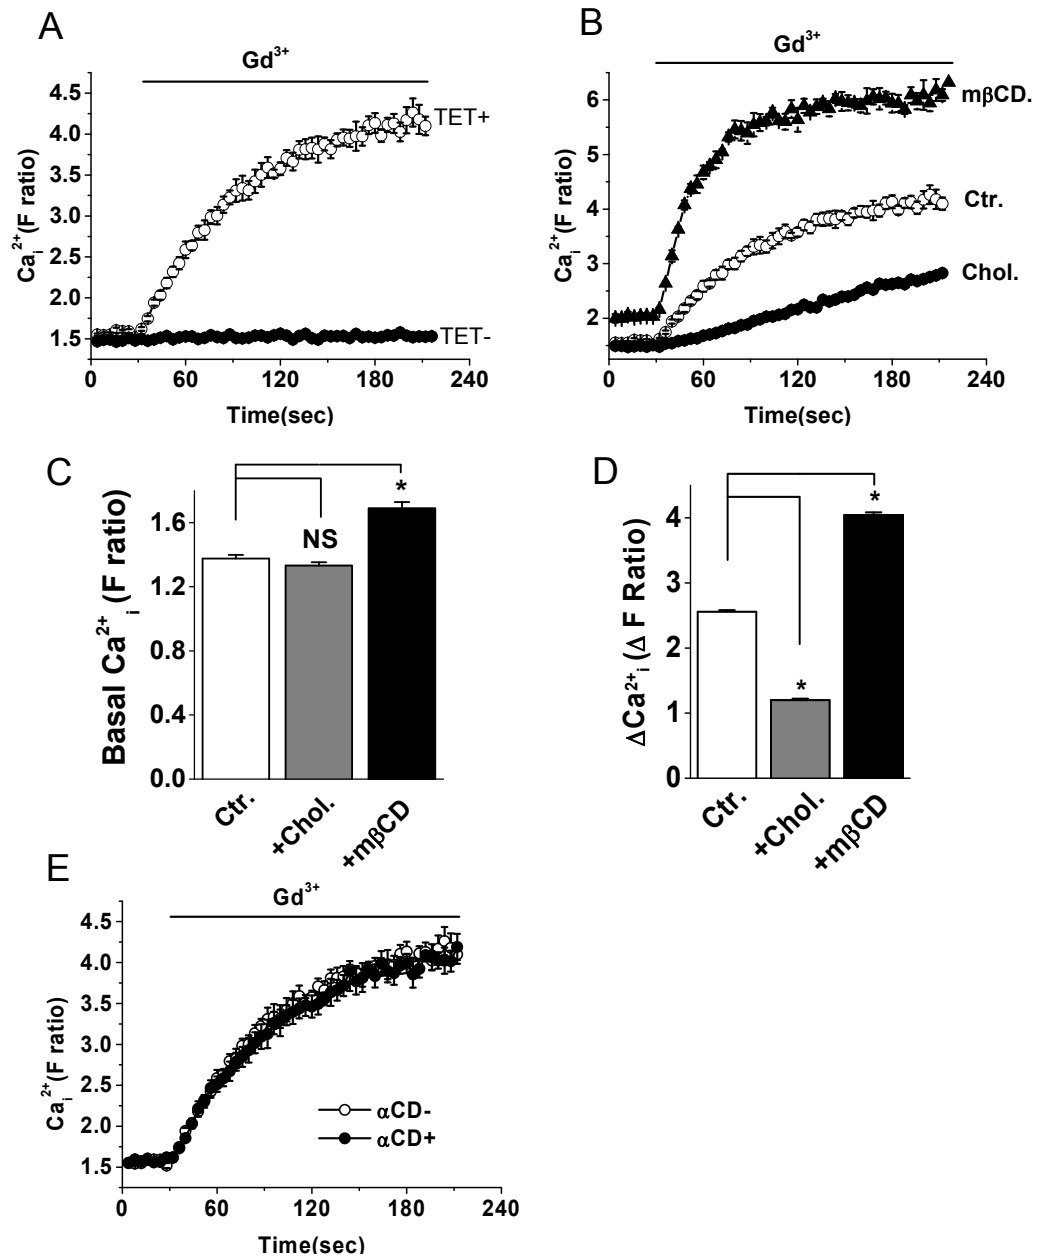 A
Gd³⁺
Ca²⁺ᵢ(F ratio)
4.5
4.0
3.5
3.0
2.5
2.0
1.5
TET+
TET-
0 60 120 180 240
Time(sec)
B
Gd³⁺
Ca²⁺ᵢ(F ratio)
6
5
4
3
2
mβCD.
Ctr.
Chol.
0 60 120 180 240
Time(sec)
C
Basal Ca²⁺ᵢ (F ratio)
1.6
1.2
0.8
0.4
0.0
NS
*
Ctr.
+Chol.
+mβCD
D
ΔCa²⁺ᵢ (Δ F Ratio)
4
3
2
1
0
*
*
Ctr.
+Chol.
+mβCD
E
Gd³⁺
Ca²⁺ᵢ(F ratio)
4.5
4.0
3.5
3.0
2.5
2.0
1.5
αCD-
αCD+
0 60 120 180 240
Time(sec)